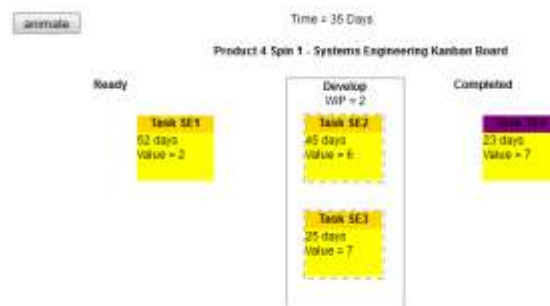 animate
Time = 35 Days
Product 4 Spin 1 - Systems Engineering Kanban Board
Ready
Develop
WIP = 2
Completed
Task SE1
52 days
Value = 2
Task SE2
45 days
Value = 6
Task SE3
25 days
Value = 7
23 days
Value = 7